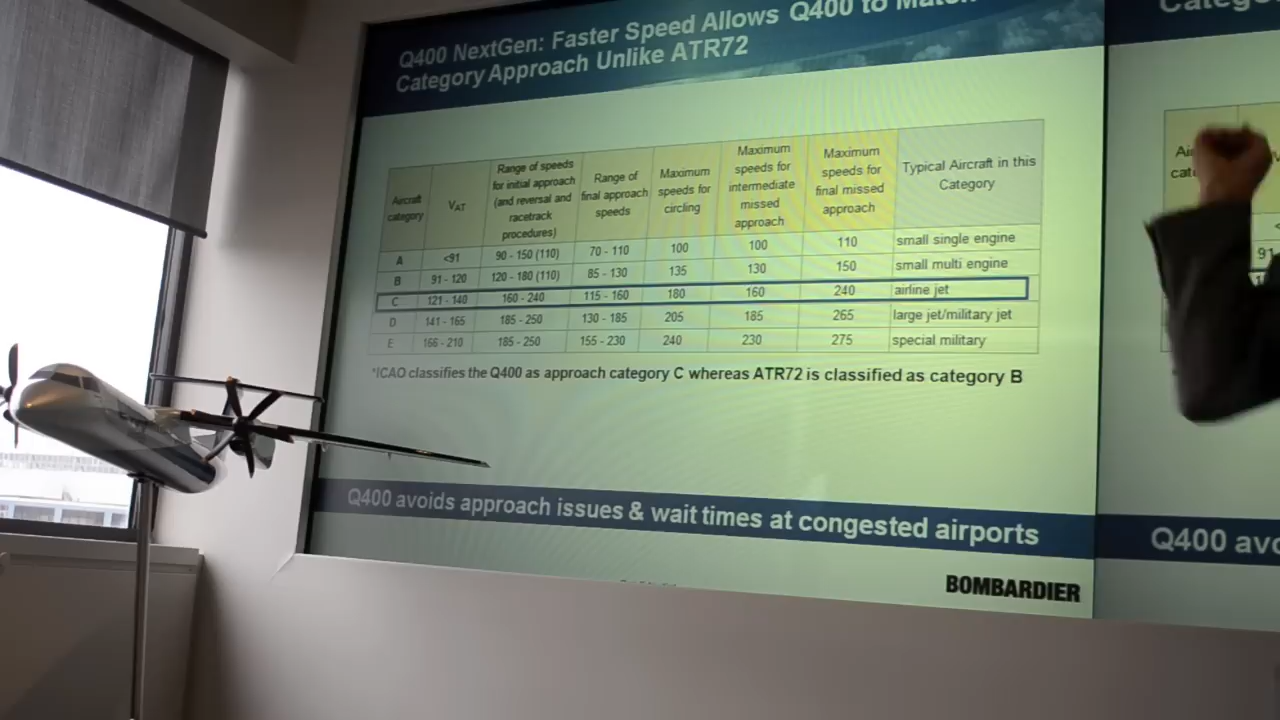 Q400 NextGen: Faster Speed Allows Q400 to
Category Approach Unlike ATR72
Aircraft category VAT Range of speeds for initial approach (and reversal and racetrack procedures) Range of final approach speeds Maximum speeds for circling Maximum speeds for intermediate missed approach Maximum speeds for final missed approach Typical Aircraft in this Category
A <91 90 - 150 (110) 70 - 110 100 100 110 small single engine
B 91 - 120 120 - 180 (110) 85 - 130 135 130 150 small multi engine
C 121 - 140 160 - 240 115 - 160 180 160 240 airline jet
D 141 - 165 185 - 250 130 - 185 205 185 265 large jet/military jet
E 166 - 210 185 - 250 155 - 230 240 230 275 special military
*ICAO classifies the Q400 as approach category C whereas ATR72 is classified as category B
Q400 avoids approach issues & wait times at congested airports
BOMBARDIER
Q400
91